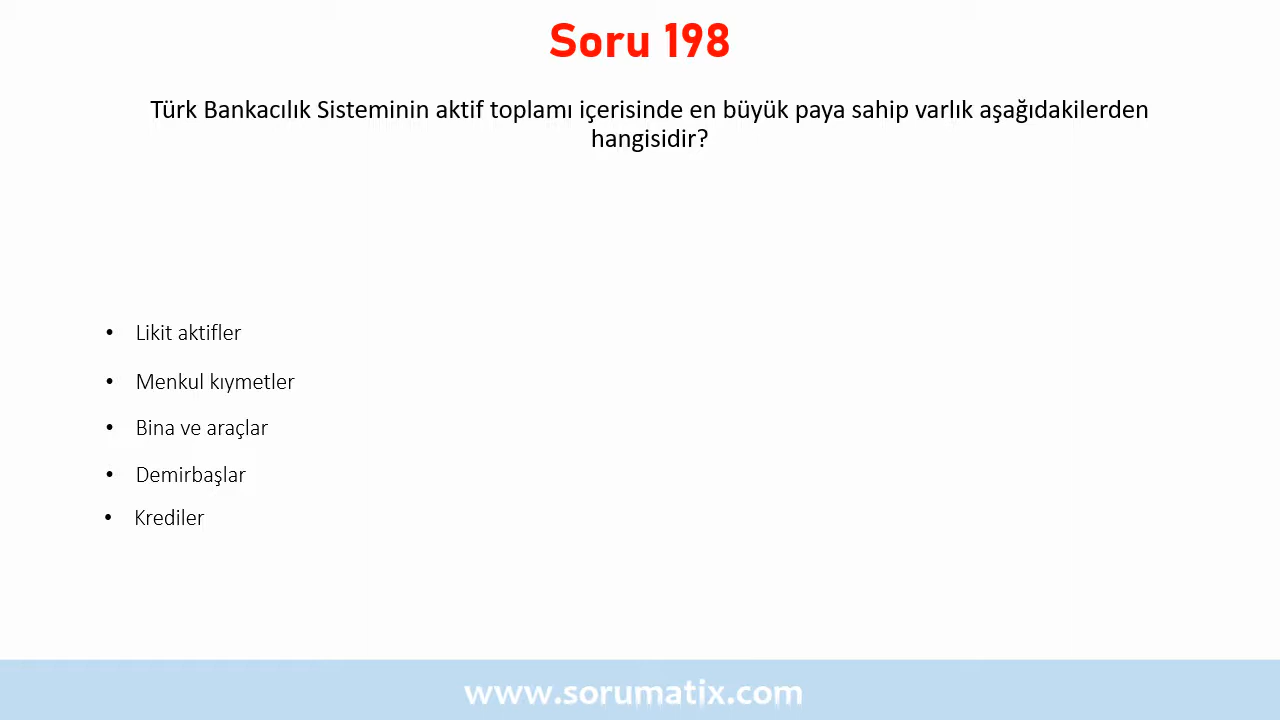 Soru 198
Türk Bankacılık Sisteminin aktif toplamı içerisinde en büyük paya sahip varlık aşağıdakilerden
hangisidir?
• Likit aktifler
• Menkul kıymetler
• Bina ve araçlar
• Demirbaşlar
• Krediler
www.sorumatix.com